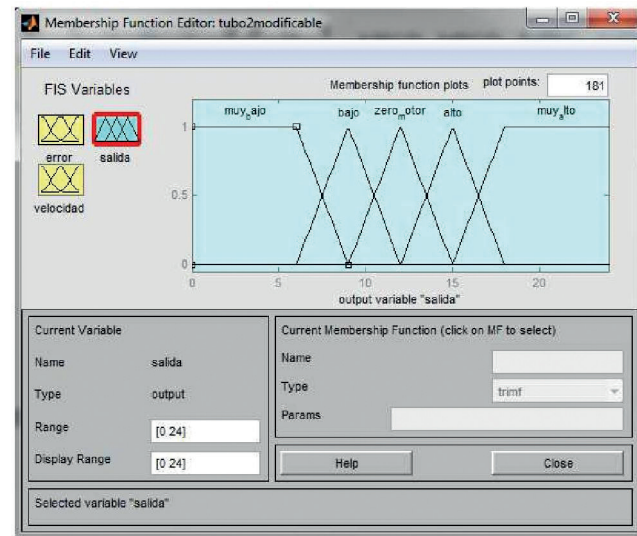 Membership Function Editor: tubo2modificable
File Edit View
FIS Variables
Membership function plots plot points: 181
error salida
velocidad
muy_bajo bajo zero_motor alto muy_alto
1
0.5
0
0 5 10 15 20
output variable "salida"
Current Variable
Name salida
Type output
Range [0 24]
Display Range [0 24]
Current Membership Function (click on MF to select)
Name
Type trimf
Params
Help Close
Selected variable "salida"